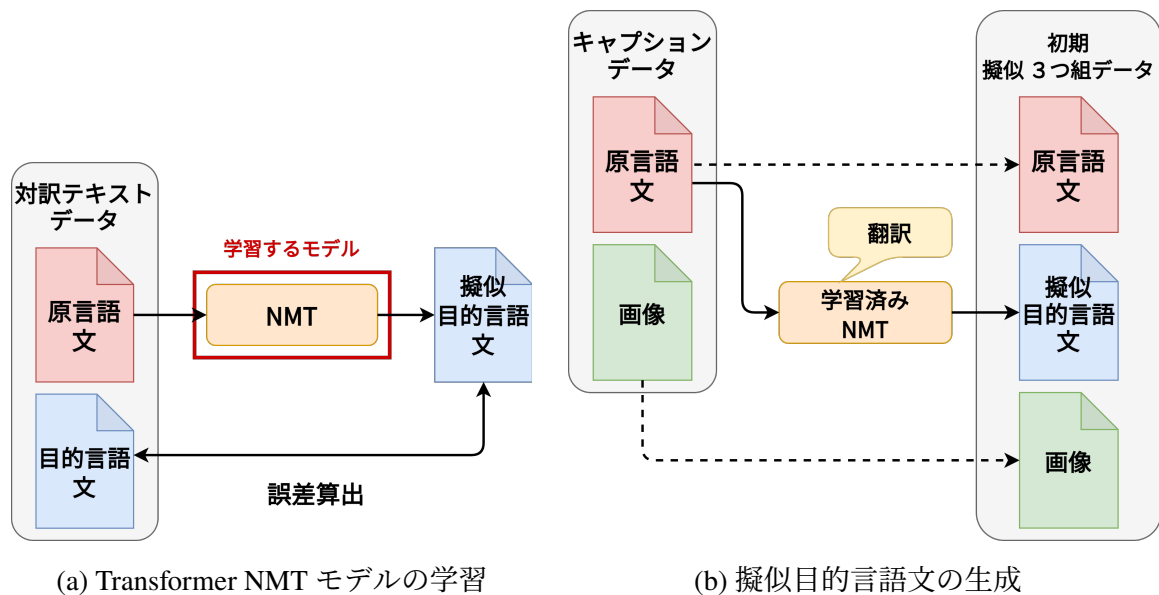 対訳テキスト
データ
原言語
文
目的言語
文
学習するモデル
NMT
擬似
目的言語
文
誤差算出
(a) Transformer NMT モデルの学習
キャプション
データ
原言語
文
画像
翻訳
学習済み
NMT
初期
擬似 3つ組データ
原言語
文
擬似
目的言語
文
画像
(b) 擬似目的言語文の生成